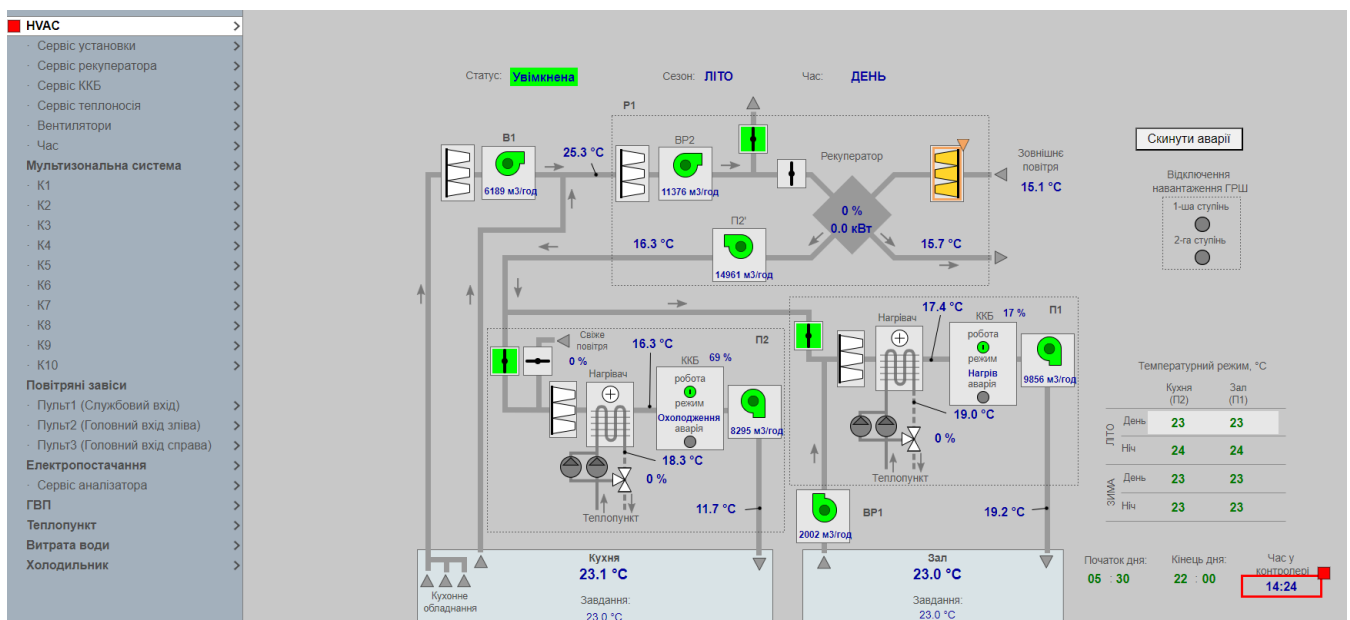 HVAC
Сервіс установки
Сервіс рекуператора
Сервіс ККБ
Сервіс теплоносія
Вентилятори
Час
Мультизональна система
К1
К2
К3
К4
К5
К6
К7
К8
К9
К10
Повітряні завіси
Пульт1 (Службовий вхід)
Пульт2 (Головний вхід зліва)
Пульт3 (Головний вхід справа)
Електропостачання
Сервіс аналізатора
ГВП
Теплопункт
Витрата води
Холодильник
Статус: Увімкнена Сезон: ЛІТО Час: ДЕНЬ
Р1
В1
6189 м3/год
25.3 °C
ВР2
11376 м3/год
Рекуператор
0 %
0.0 кВт
Зовнішнє
повітря
15.1 °C
Скинути аварії
Відключення
навантаження ГРШ
1-ша ступінь
2-га ступінь
16.3 °C
П2'
14961 м3/год
15.7 °C
П2
Свіже
повітря
0 %
16.3 °C
Нагрівач
ККБ 69 %
робота
режим
Охолодження
аварія
8295 м3/год
18.3 °C
0 %
Теплопункт
11.7 °C
П1
17.4 °C
Нагрівач
ККБ 17 %
робота
режим
Нагрів
аварія
9856 м3/год
19.0 °C
0 %
Теплопункт
ВР1
2002 м3/год
19.2 °C
Температурний режим, °C
Кухня
(П2)
Зал
(П1)
ЛІТО
День 23 23
Ніч 24 24
ЗИМА
День 23 23
Ніч 23 23
Кухонне
обладнання
Кухня
23.1 °C
Завдання:
23.0 °C
Зал
23.0 °C
Завдання:
23.0 °C
Початок дня:
05 : 30
Кінець дня:
22 : 00
Час у
контролері
14:24